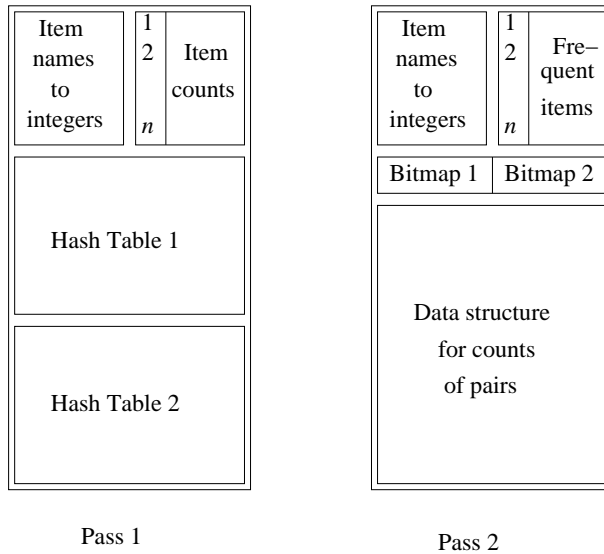 Item
names
to
integers
1
2
n
Item
counts
Hash Table 1
Hash Table 2
Pass 1
Item
names
to
integers
1
2
n
Fre–
quent
items
Bitmap 1
Bitmap 2
Data structure
for counts
of pairs
Pass 2